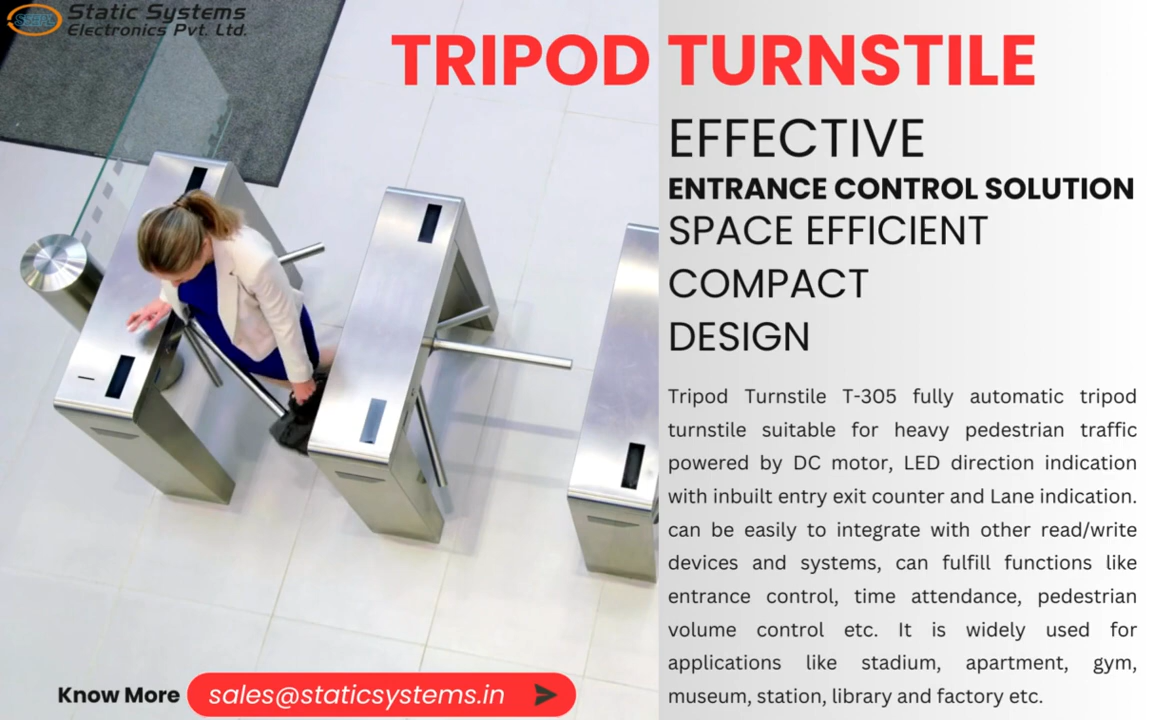 Static Systems
Electronics Pvt. Ltd.
TRIPOD TURNSTILE
EFFECTIVE
ENTRANCE CONTROL SOLUTION
SPACE EFFICIENT
COMPACT
DESIGN
Tripod Turnstile T-305 fully automatic tripod
turnstile suitable for heavy pedestrian traffic
powered by DC motor, LED direction indication
with inbuilt entry exit counter and Lane indication.
can be easily to integrate with other read/write
devices and systems, can fulfill functions like
entrance control, time attendance, pedestrian
volume control etc. It is widely used for
applications like stadium, apartment, gym,
museum, station, library and factory etc.
Know More sales@staticsystems.in